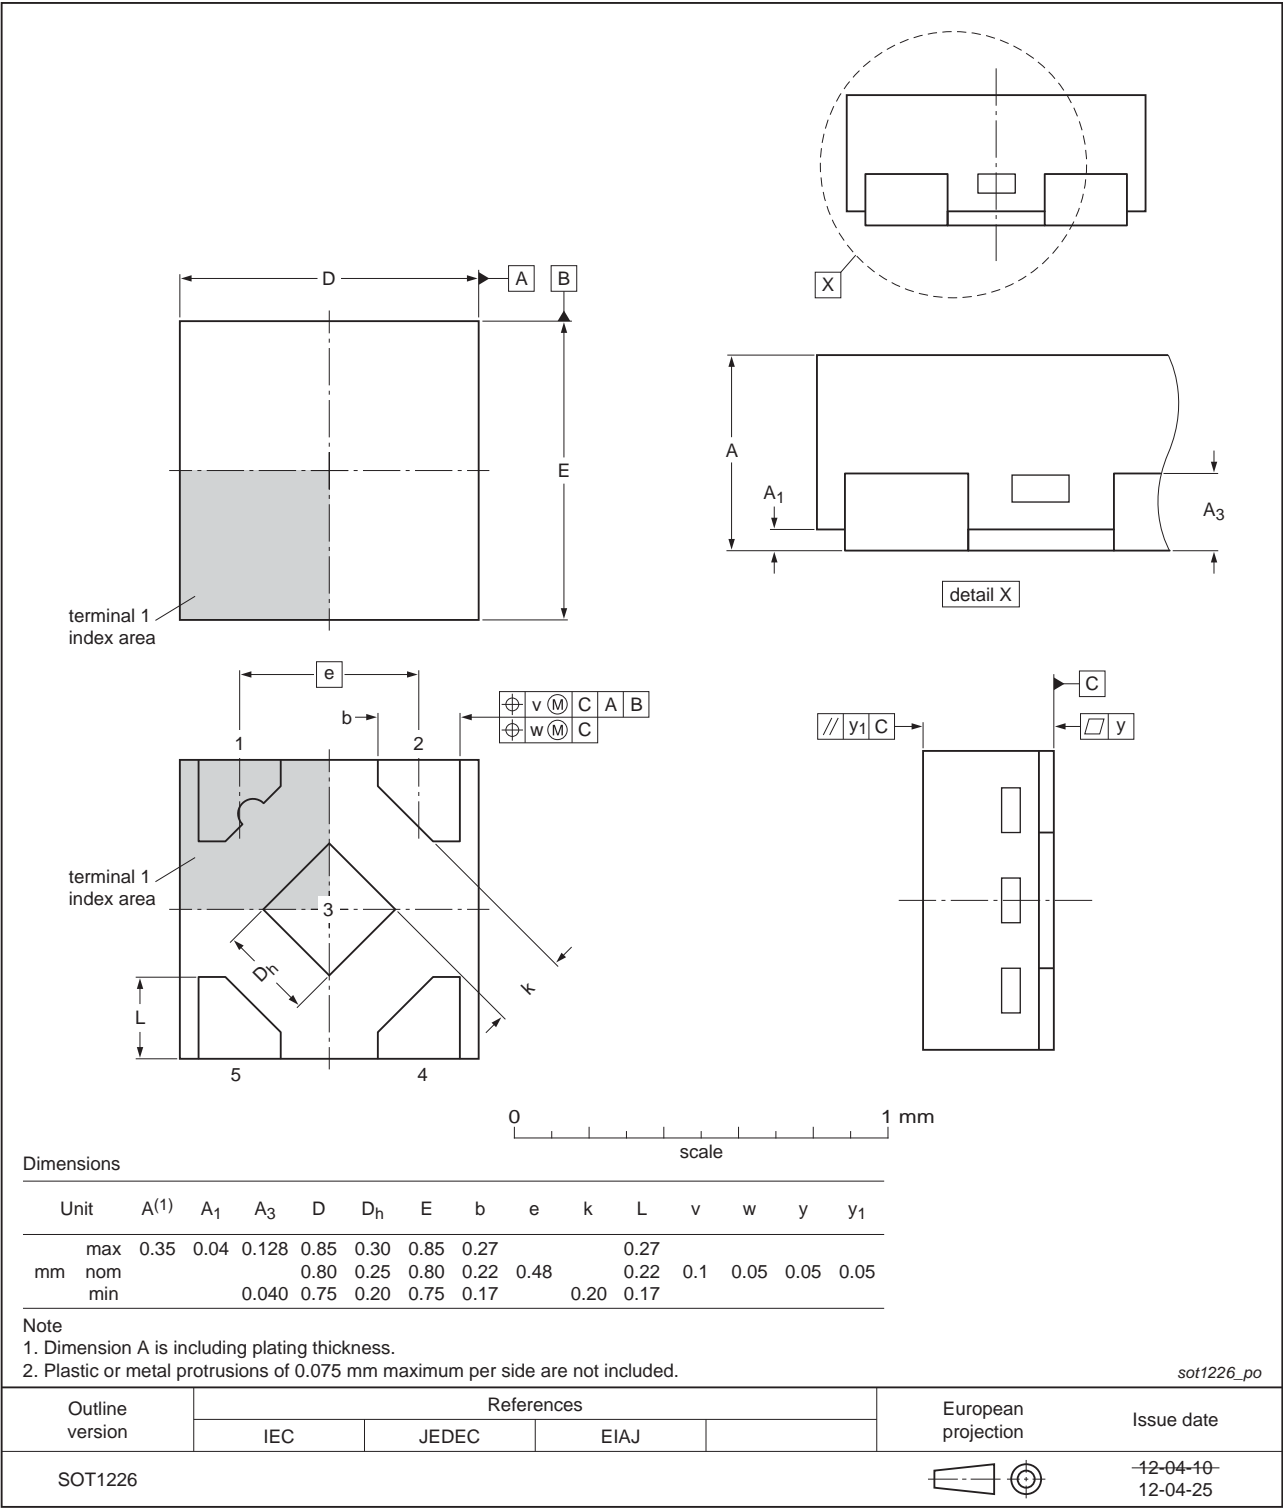 X
D
A
B
E
terminal 1
index area
A
A1
A3
detail X
e
b
v M C A B
w M C
1
2
terminal 1
index area
3
Dh
k
L
5
4
// y1 C
C
y
0
1 mm
scale
Dimensions
Unit A(1) A1 A3 D Dh E b e k L v w y y1
max 0.35 0.04 0.128 0.85 0.30 0.85 0.27 0.27
mm nom 0.80 0.25 0.80 0.22 0.48 0.22 0.1 0.05 0.05 0.05
min 0.040 0.75 0.20 0.75 0.17 0.20 0.17
Note
1. Dimension A is including plating thickness.
2. Plastic or metal protrusions of 0.075 mm maximum per side are not included.
sot1226_po
Outline
version
References
IEC JEDEC EIAJ
European
projection
Issue date
SOT1226
12-04-10
12-04-25